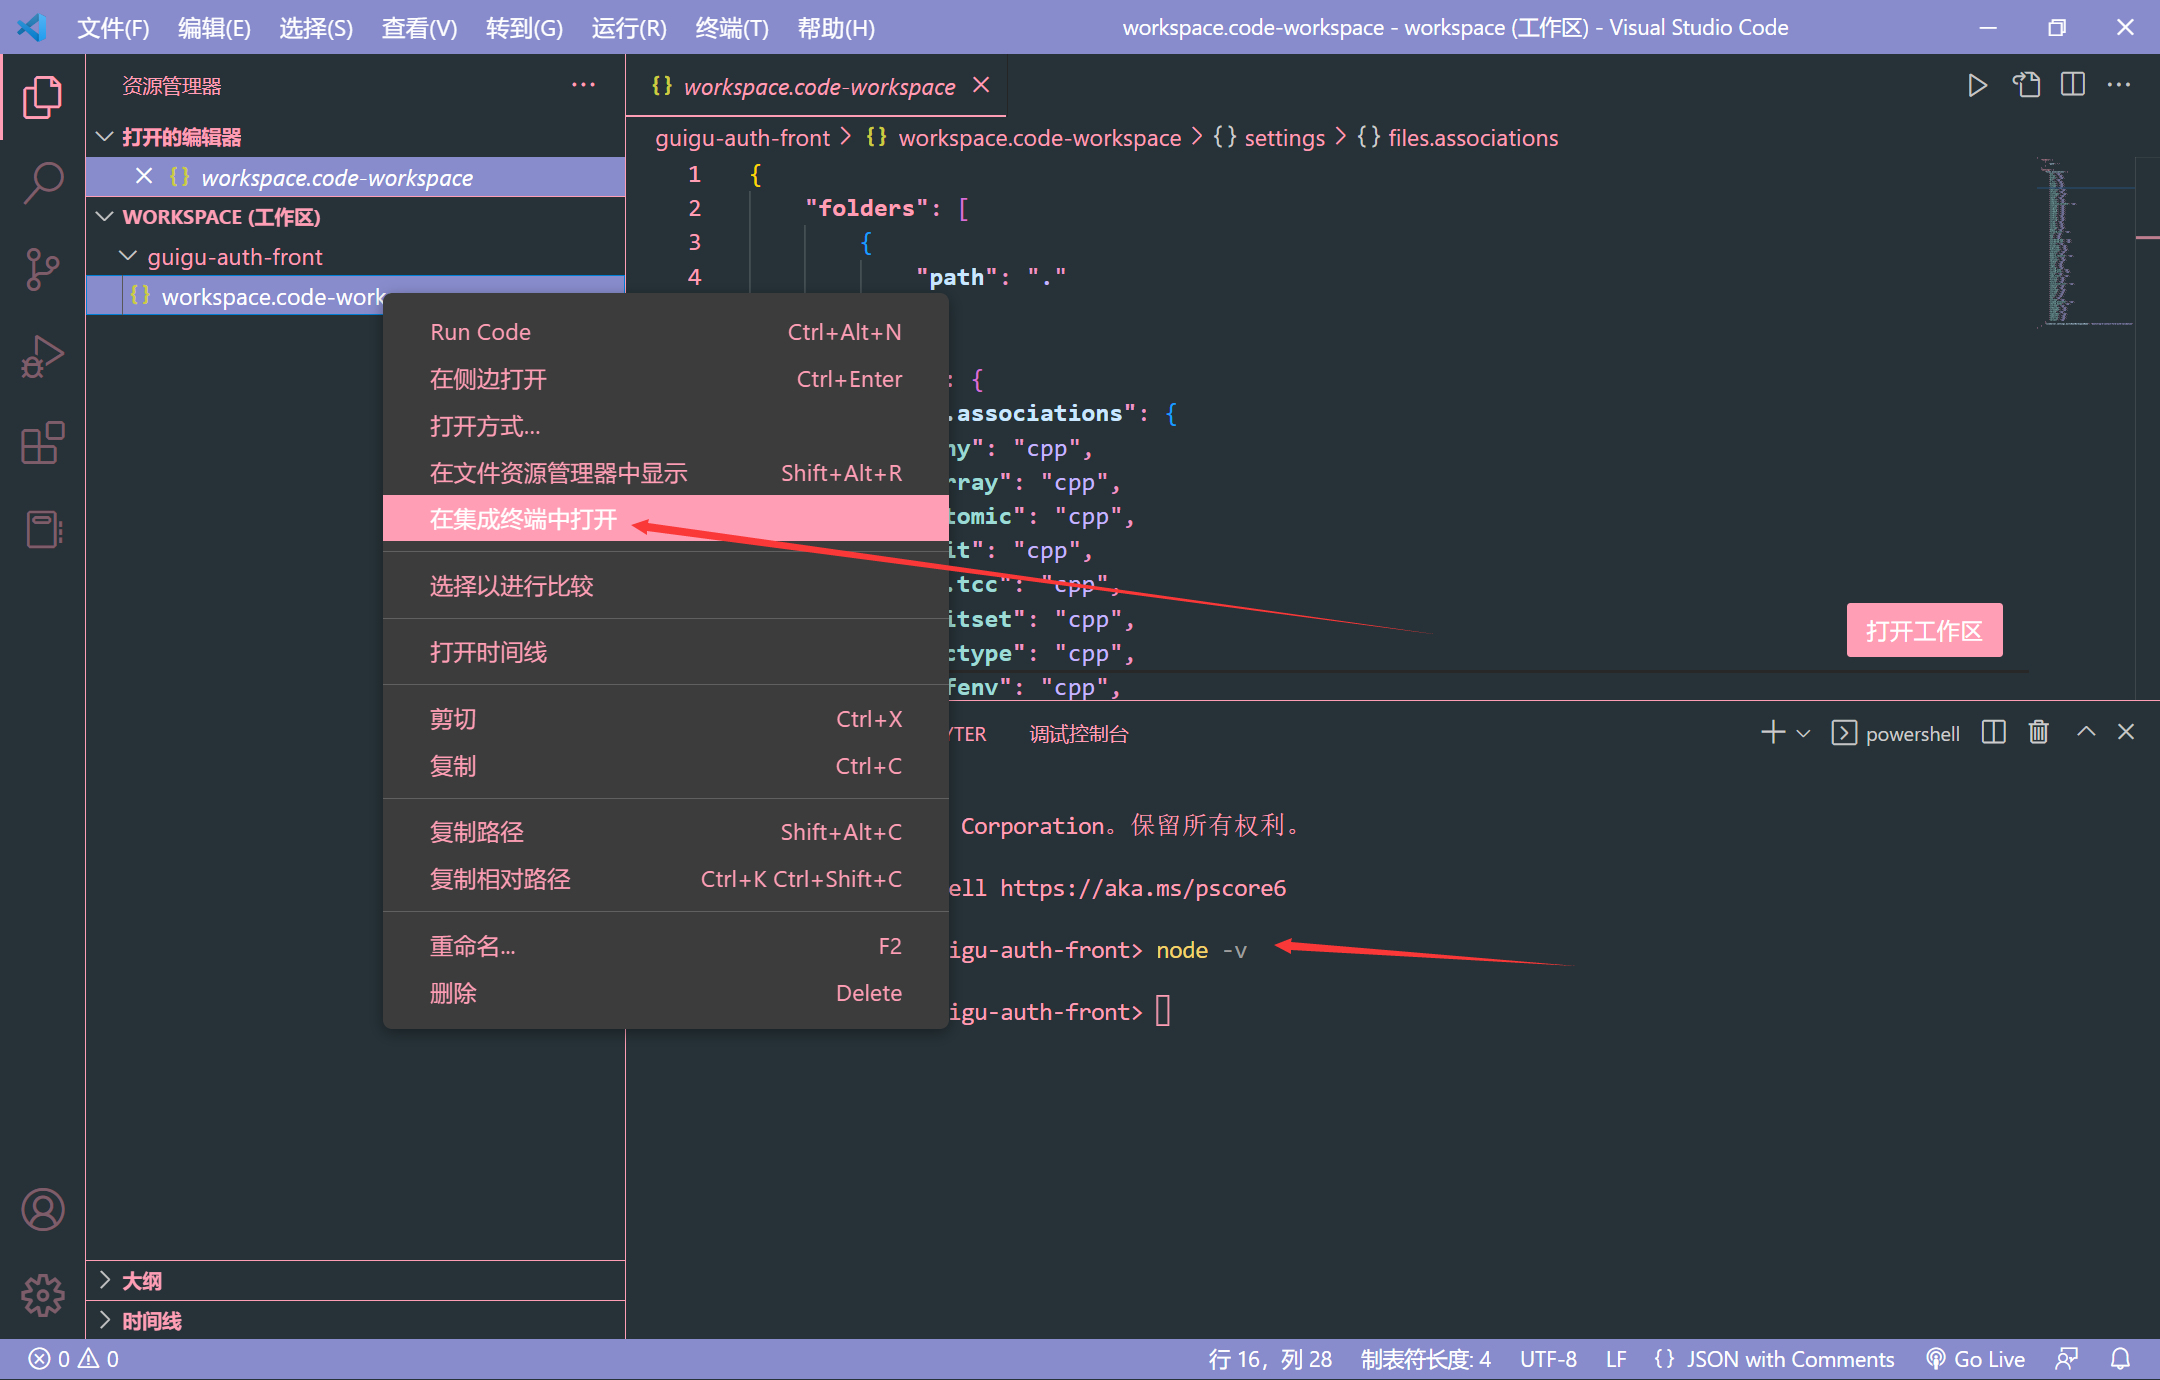 文件(F) 编辑(E) 选择(S) 查看(V) 转到(G) 运行(R) 终端(T) 帮助(H) workspace.code-workspace - workspace (工作区) - Visual Studio Code
资源管理器
打开的编辑器
workspace.code-workspace
WORKSPACE (工作区)
guigu-auth-front
{} workspace.code-work
{} workspace.code-workspace
guigu-auth-front > {} workspace.code-workspace > {} settings > {} files.associations
1 {
2 "folders": [
3 {
4 "path": "."
: {
.associations": {
ny": "cpp",
rray": "cpp",
tomic": "cpp",
it": "cpp",
.tcc": "cpp",
itset": "cpp",
ctype": "cpp",
fenv": "cpp",
打开工作区
Run Code Ctrl+Alt+N
在侧边打开 Ctrl+Enter
打开方式...
在文件资源管理器中显示 Shift+Alt+R
在集成终端中打开
选择以进行比较
打开时间线
剪切 Ctrl+X
复制 Ctrl+C
复制路径 Shift+Alt+C
复制相对路径 Ctrl+K Ctrl+Shift+C
重命名... F2
删除 Delete
YTER 调试控制台 powershell
Corporation。保留所有权利。
ell https://aka.ms/pscore6
igu-auth-front> node -v
igu-auth-front>
大纲
时间线
0 0 行 16，列 28 制表符长度: 4 UTF-8 LF {} JSON with Comments Go Live